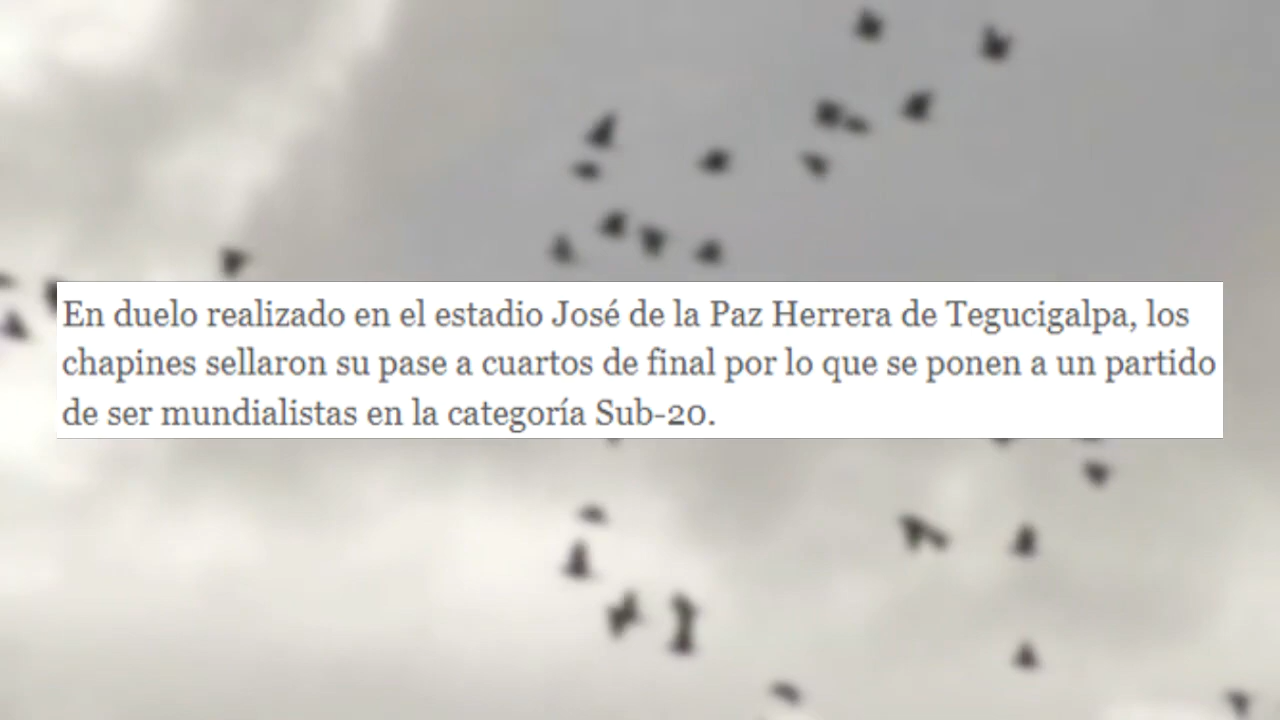 En duelo realizado en el estadio José de la Paz Herrera de Tegucigalpa, los
chapines sellaron su pase a cuartos de final por lo que se ponen a un partido
de ser mundialistas en la categoría Sub-20.